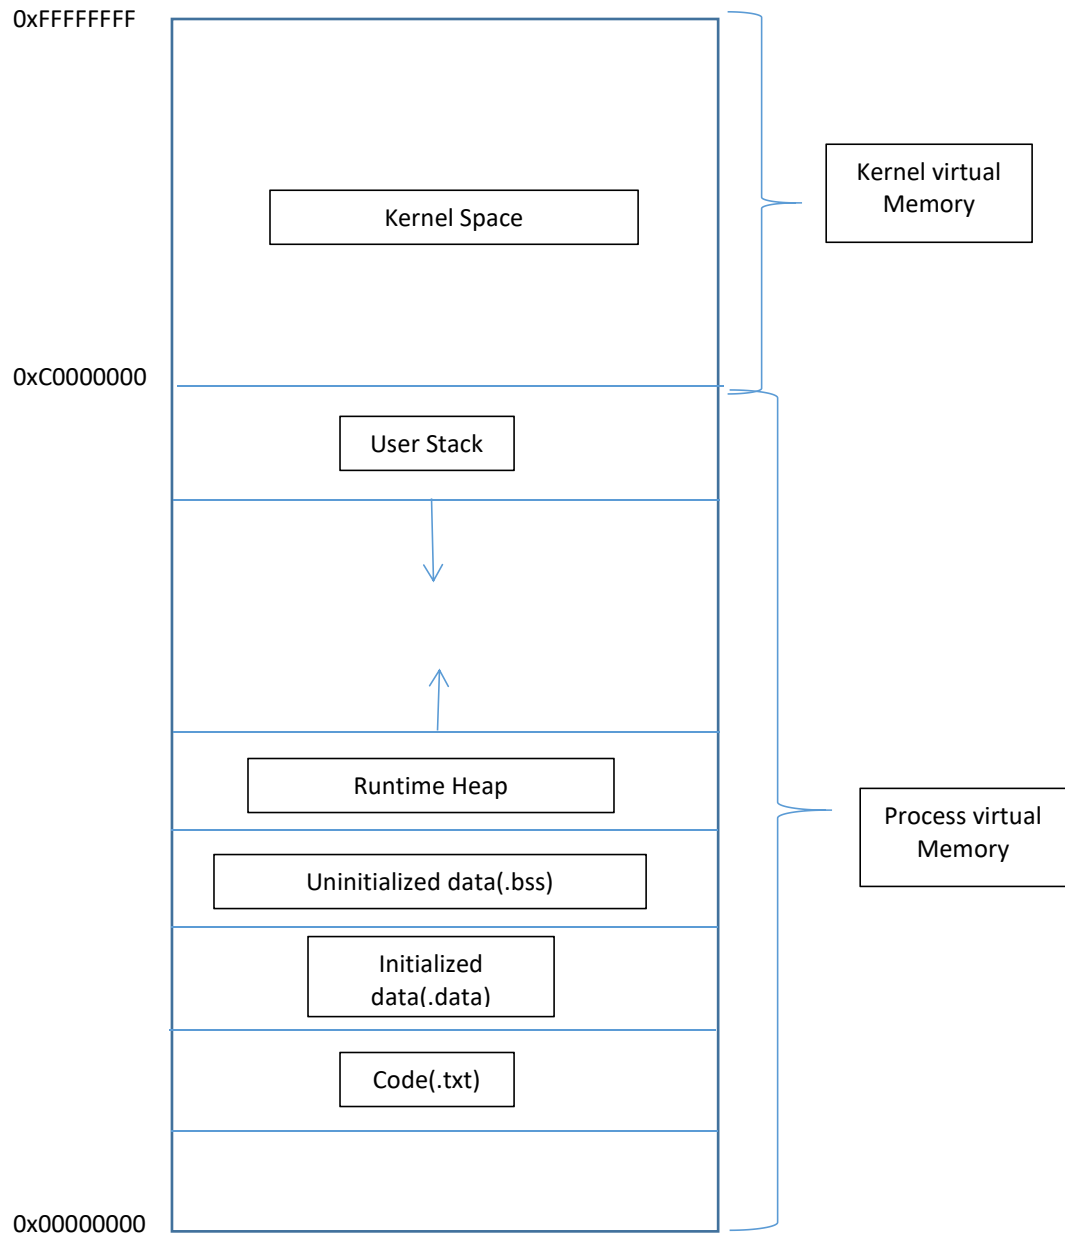 0xFFFFFFFF
Kernel virtual
Memory
Kernel Space
0xC0000000
User Stack
Runtime Heap
Process virtual
Memory
Uninitialized data(.bss)
Initialized
data(.data)
Code(.txt)
0x00000000